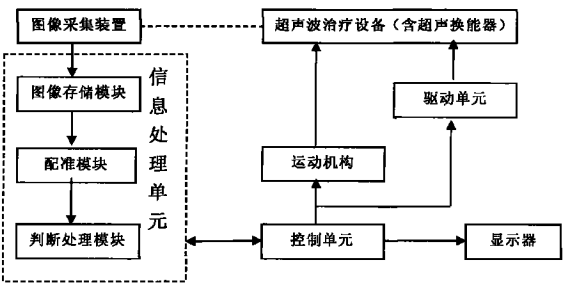 图像采集装置
超声波治疗设备（含超声换能器）
信息处理单元
图像存储模块
驱动单元
配准模块
运动机构
判断处理模块
控制单元
显示器